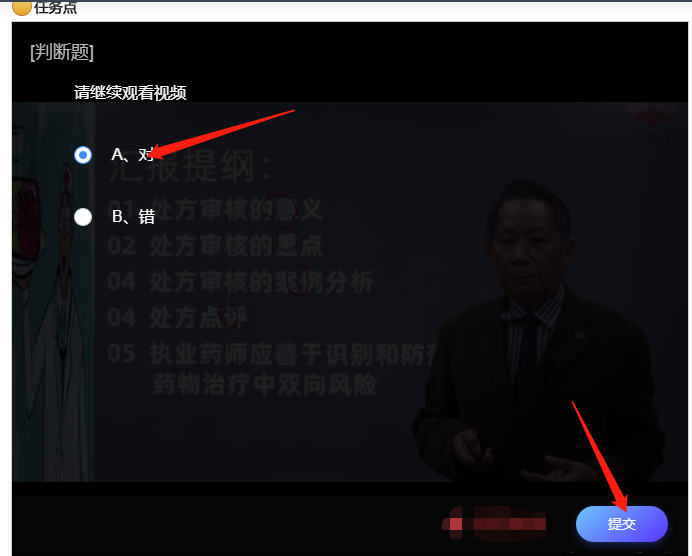 任务点
[判断题]
请继续观看视频
A、对
汇报提纲：
B、错
01 处方审核的意义
02 处方审核的重点
04 处方审核的案例分析
04 处方点评
05 执业药师应善于识别和防范
药物治疗中双向风险
提交